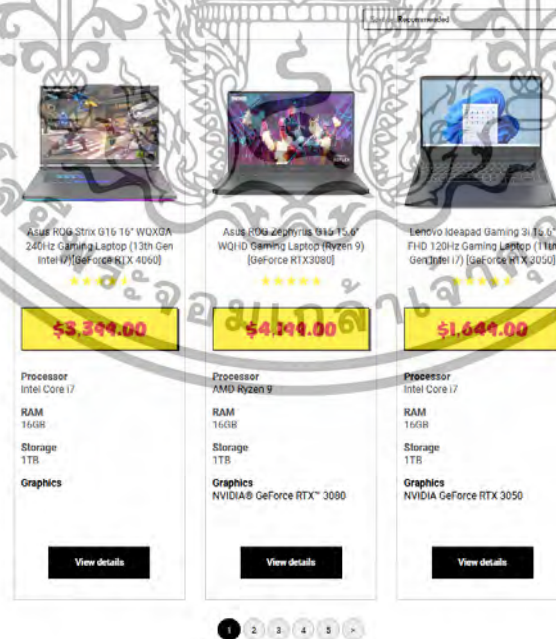 Recommended
Asus ROG Strix G16 16" WQXGA
240Hz Gaming Laptop (13th Gen
Intel i7)[GeForce RTX 4060]
Asus ROG Zephyrus G15 15.6"
WQHD Gaming Laptop (Ryzen 9)
[GeForce RTX3080]
Lenovo Ideapad Gaming 3i 15.6"
FHD 120Hz Gaming Laptop (11th
Gen Intel i7) [GeForce RTX 3050]
$3,399.00
$4,199.00
$1,649.00
Processor
Intel Core i7
RAM
16GB
Storage
1TB
Graphics
View details
Processor
AMD Ryzen 9
RAM
16GB
Storage
1TB
Graphics
NVIDIA® GeForce RTX™ 3080
View details
Processor
Intel Core i7
RAM
16GB
Storage
1TB
Graphics
NVIDIA GeForce RTX 3050
View details
1 2 3 4 5 >